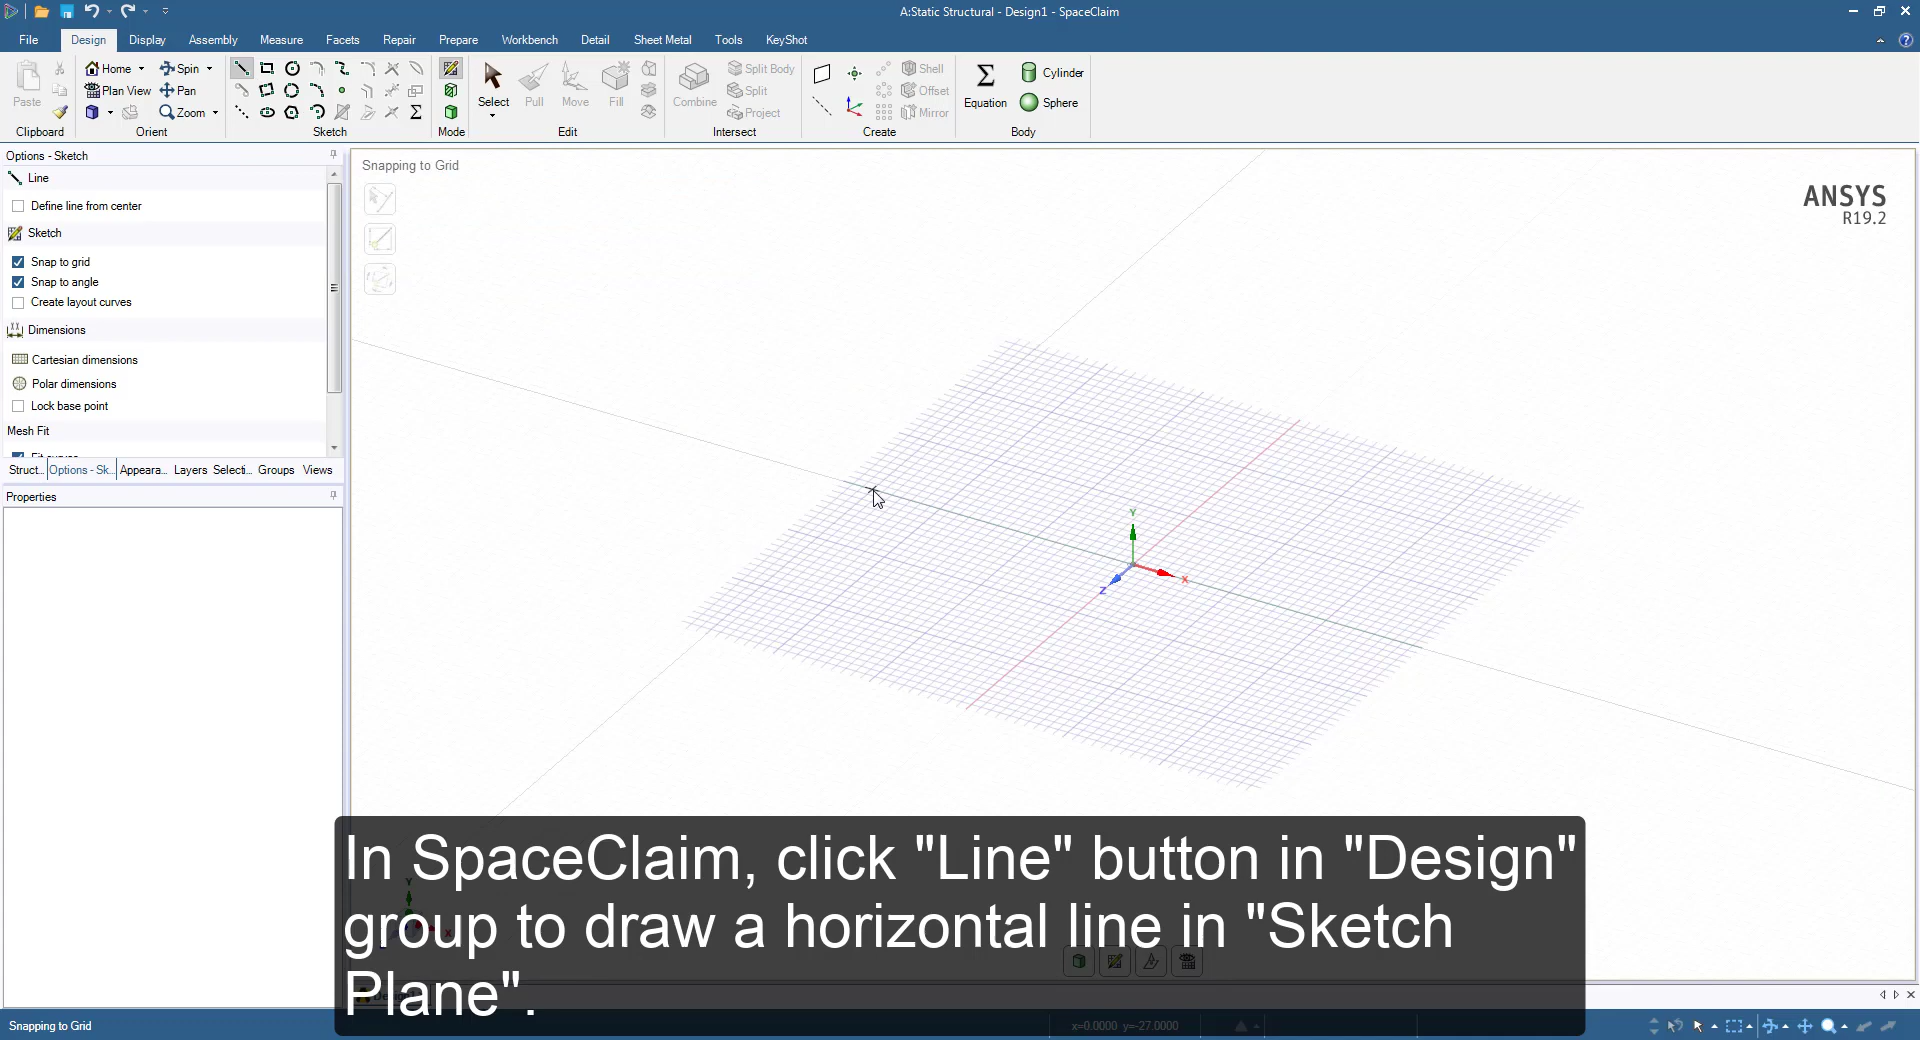 A:Static Structural - Design1 - SpaceClaim
File Design Display Assembly Measure Facets Repair Prepare Workbench Detail Sheet Metal Tools KeyShot
Paste
Clipboard
Home Spin
Plan View Pan
Zoom
Orient
Sketch
Mode
Select Pull Move Fill
Edit
Combine
Split Body
Split
Project
Intersect
Shell
Offset
Mirror
Create
Equation
Cylinder
Sphere
Body
Options - Sketch
Line
Define line from center
Sketch
Snap to grid
Snap to angle
Create layout curves
Dimensions
Cartesian dimensions
Polar dimensions
Lock base point
Mesh Fit
Struct... Options - Sk... Appeara... Layers Selecti... Groups Views
Properties
Snapping to Grid
ANSYS
R19.2
Y
X
Z
In SpaceClaim, click "Line" button in "Design"
group to draw a horizontal line in "Sketch
Plane".
Snapping to Grid
x=0.0000 y=-27.0000